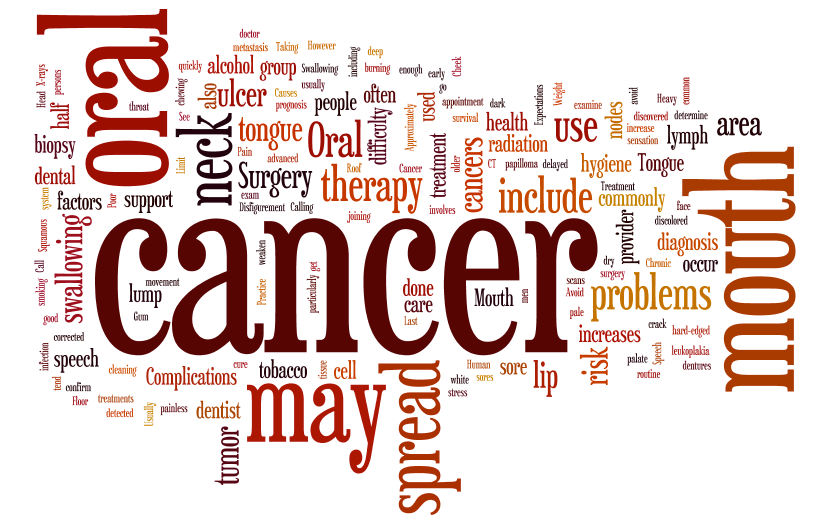 doctor
metastasis Taking However
deep
oral
quickly
alcohol group
Swallowing
including
burning
enough
early
Cheek
Head
X-rays
persons
half
throat
chewing
also
ulcer
Causes
usually
prognosis
people
often
go
appointment
dark
Expectations
Weight
examine
avoid
Heavy
common
See
neck
tongue
Oral
difficulty
Approximately
used
survival
health
use
sensation
increase
discovered
determine
nodes
lymph
area
biopsy
Limit
Pain
advanced
Roof
Cancer
treatment
older
cancers
radiation
CT
papilloma
delayed
hygiene
Tongue
dental
system
factors
Poor
support
Surgery
exam
Disfigurement
Calling
therapy
joining
involves
include
Treatment
commonly
face
discolored
mouth
Squamous
Call
smoking
good
swallowing
cancer
weaken
movement
lump
Gum
Practice
particularly
get
done
care
Last
Mouth
men
dry
surgery
provider
Chronic
diagnosis
occur
scans
Avoid
pale
problems
corrected
infection
speech
tend
confirm
Floor
cleaning
treatments
detected
Usually
painless
Complications
cure
tobacco
tissue
cell
dentist
tumor
may
spread
Human
sores
white
stress
sore
lip
risk
increases
crack
hard-edged
palate
Speech
leukoplakia
dentures
routine